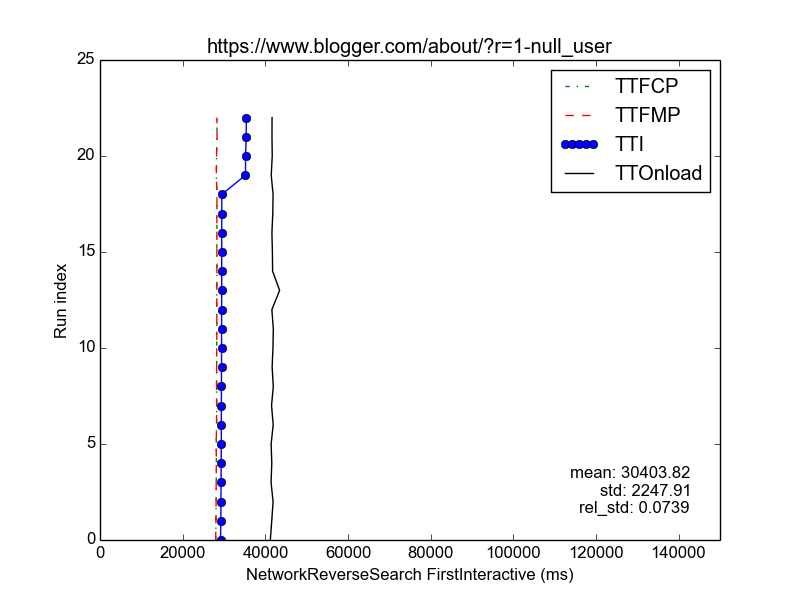 https://www.blogger.com/about/?r=1-null_user
25
20
15
10
5
0
Run index
TTFCP
TTFMP
TTI
TTOnload
mean: 30403.82
std: 2247.91
rel_std: 0.0739
0 20000 40000 60000 80000 100000 120000 140000
NetworkReverseSearch FirstInteractive (ms)